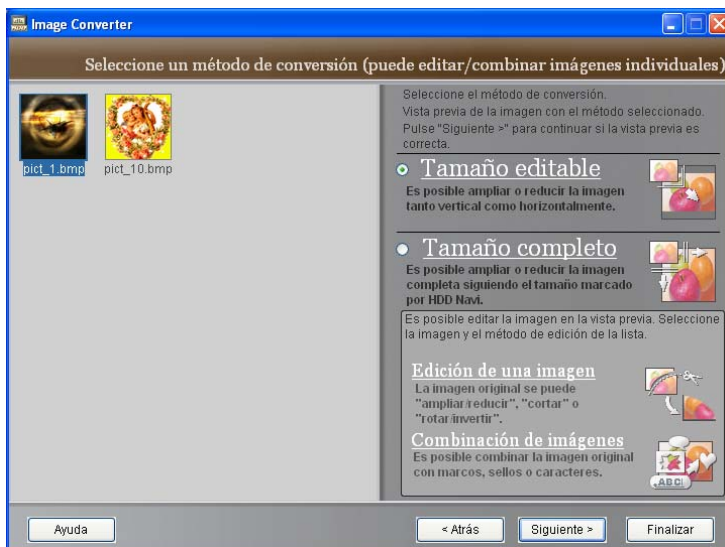 Image Converter
Seleccione un método de conversión (puede editar/combinar imágenes individuales)
pict_1.bmp
pict_10.bmp
Seleccione el método de conversión.
Vista previa de la imagen con el método seleccionado.
Pulse "Siguiente >" para continuar si la vista previa es
correcta.
Tamaño editable
Es posible ampliar o reducir la imagen
tanto vertical como horizontalmente.
Tamaño completo
Es posible ampliar o reducir la imagen
completa siguiendo el tamaño marcado
por HDD Navi.
Es posible editar la imagen en la vista previa. Seleccione
la imagen y el método de edición de la lista.
Edición de una imagen
La imagen original se puede
"ampliar/reducir", "cortar" o
"rotar/invertir".
Combinación de imágenes
Es posible combinar la imagen original
con marcos, sellos o caracteres.
ABC
Ayuda
< Atrás
Siguiente >
Finalizar